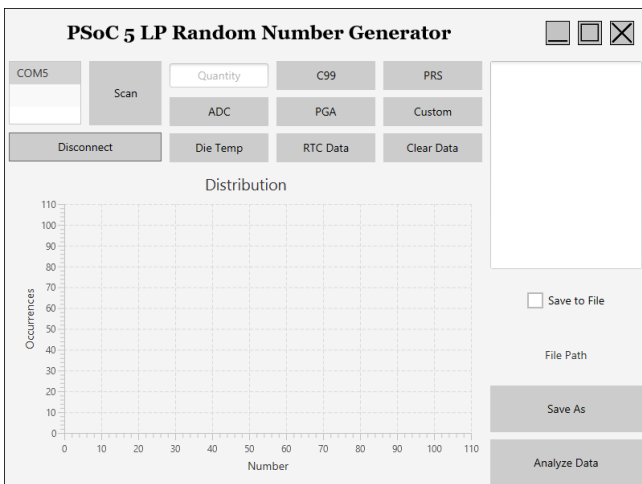 PSoC 5 LP Random Number Generator
COM5
Scan
Quantity
C99
PRS
ADC
PGA
Custom
Disconnect
Die Temp
RTC Data
Clear Data
Distribution
110
100
90
80
70
60
50
40
30
20
10
0
Occurrences
0 10 20 30 40 50 60 70 80 90 100 110
Number
Save to File
File Path
Save As
Analyze Data